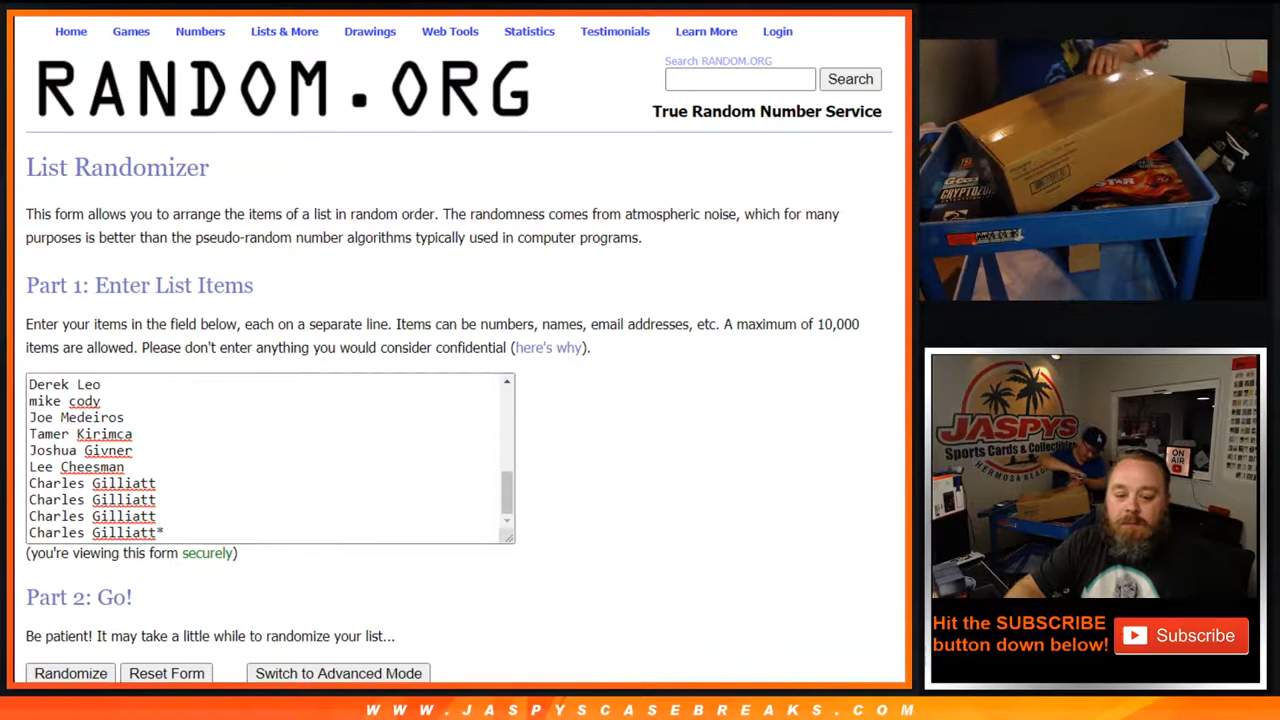 Home Games Numbers Lists & More Drawings Web Tools Statistics Testimonials Learn More Login
RANDOM.ORG
Search RANDOM.ORG
Search
True Random Number Service
List Randomizer
This form allows you to arrange the items of a list in random order. The randomness comes from atmospheric noise, which for many
purposes is better than the pseudo-random number algorithms typically used in computer programs.
Part 1: Enter List Items
Enter your items in the field below, each on a separate line. Items can be numbers, names, email addresses, etc. A maximum of 10,000
items are allowed. Please don't enter anything you would consider confidential (here's why).
Derek Leo
mike cody
Joe Medeiros
Tamer Kirimca
Joshua Givner
Lee Cheesman
Charles Gilliatt
Charles Gilliatt
Charles Gilliatt
Charles Gilliatt*
(you're viewing this form securely)
Part 2: Go!
Be patient! It may take a little while to randomize your list...
Randomize Reset Form Switch to Advanced Mode
CRYPTOZO
JASPYS
Sports Cards & Collectibles
HERMOSA BEACH
ON AIR
Hit the SUBSCRIBE
button down below!
Subscribe
WWW.JASPYSCASEBREAKS.COM